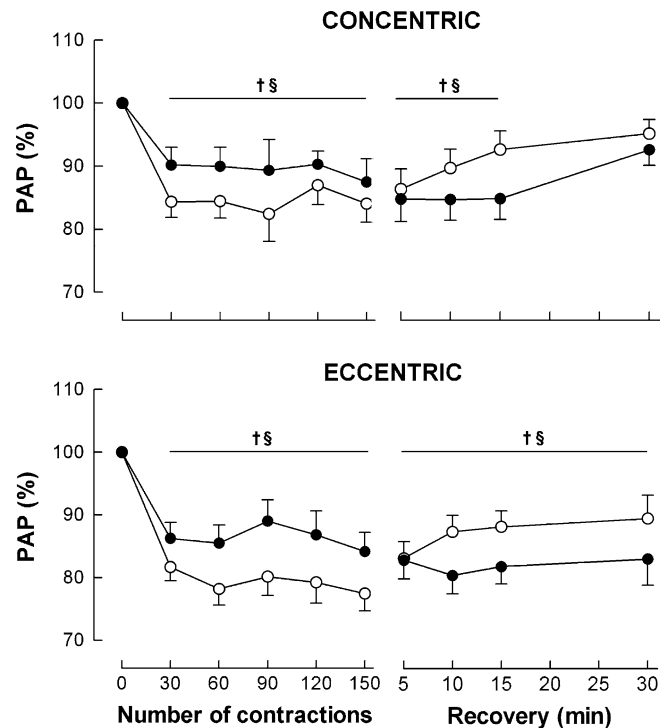 CONCENTRIC
110
† §
† §
100
90
PAP (%)
80
70
ECCENTRIC
110
†§
†§
100
90
PAP (%)
80
70
0 30 60 90 120 150 5 10 15 20 25 30
Number of contractions Recovery (min)